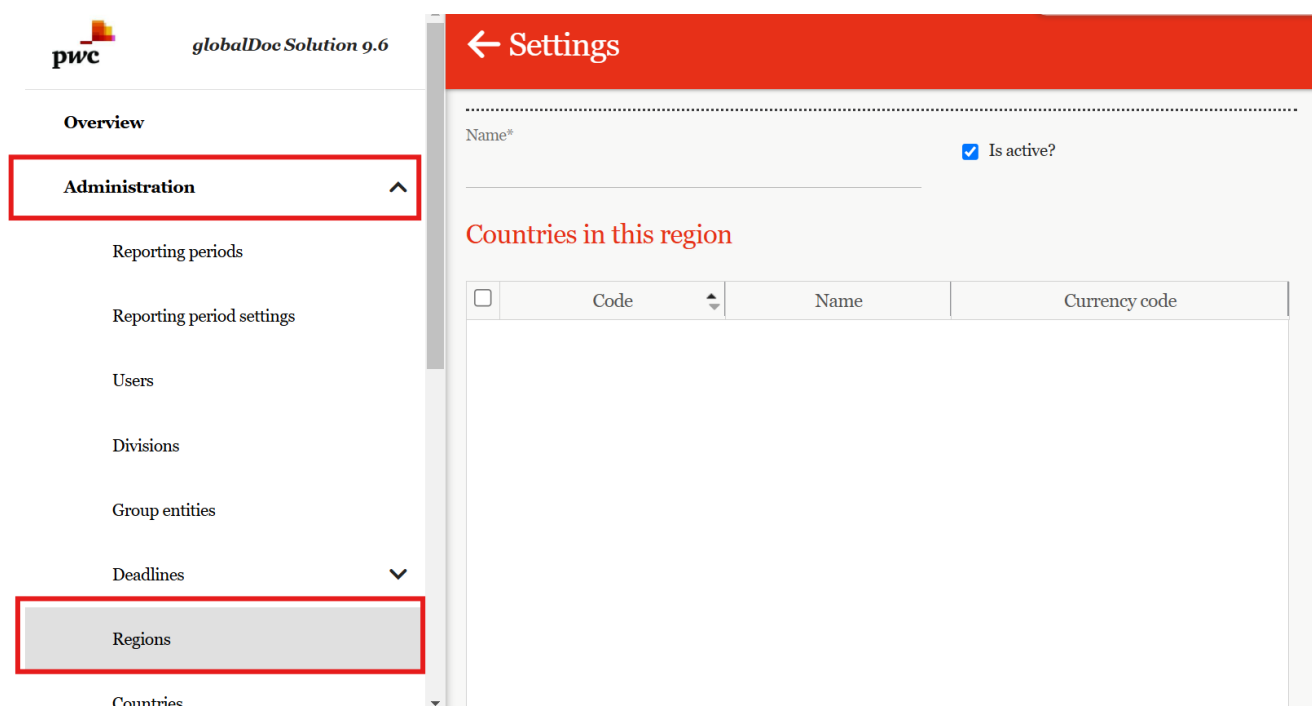 pwc
globalDoc Solution 9.6
Overview
Administration
Reporting periods
Reporting period settings
Users
Divisions
Group entities
Deadlines
Regions
Countries
Settings
Name*
Is active?
Countries in this region
Code Name Currency code